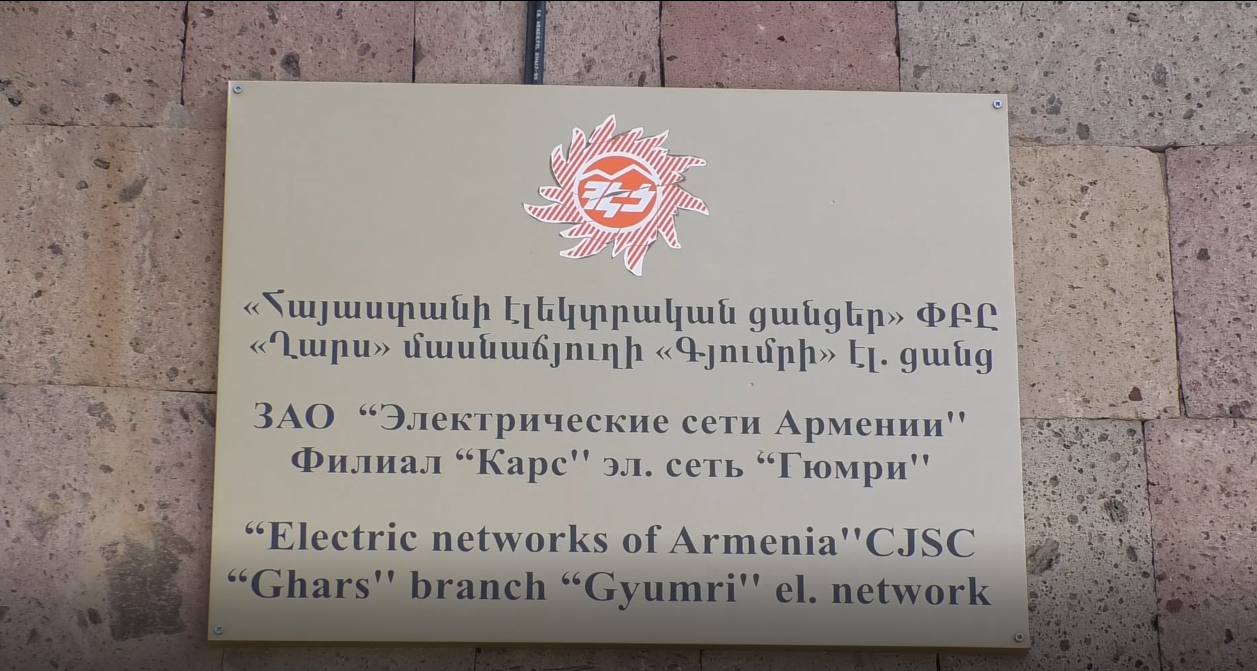 ՀԷՑ
«Հայաստանի էլեկտրական ցանցեր» ՓԲԸ
«Ղարս» մասնաճյուղի «Գյումրի» էլ. ցանց
ЗАО “Электрические сети Армении"
Филиал “Карс" эл. сеть “Гюмри"
“Electric networks of Armenia"CJSC
“Ghars" branch “Gyumri" el. network